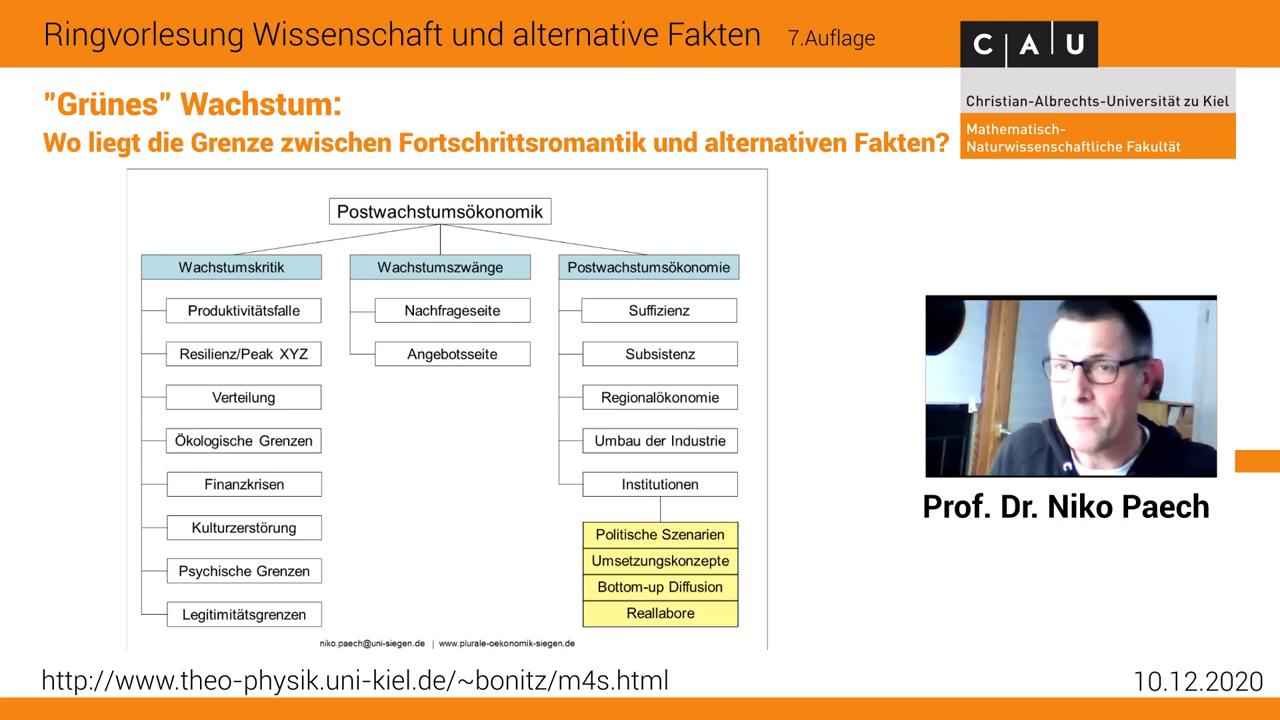 Ringvorlesung Wissenschaft und alternative Fakten 7.Auflage
CAU
Christian-Albrechts-Universität zu Kiel
Mathematisch-
Naturwissenschaftliche Fakultät
"Grünes" Wachstum:
Wo liegt die Grenze zwischen Fortschrittsromantik und alternativen Fakten?
Postwachstumsökonomik
Wachstumskritik
Produktivitätsfalle
Resilienz/Peak XYZ
Verteilung
Ökologische Grenzen
Finanzkrisen
Kulturzerstörung
Psychische Grenzen
Legitimitätsgrenzen
Wachstumszwänge
Nachfrageseite
Angebotsseite
Postwachstumsökonomie
Suffizienz
Subsistenz
Regionalökonomie
Umbau der Industrie
Institutionen
Politische Szenarien
Umsetzungskonzepte
Bottom-up Diffusion
Reallabore
niko.paech@uni-siegen.de | www.plurale-oekonomik-siegen.de
Prof. Dr. Niko Paech
http://www.theo-physik.uni-kiel.de/~bonitz/m4s.html
10.12.2020